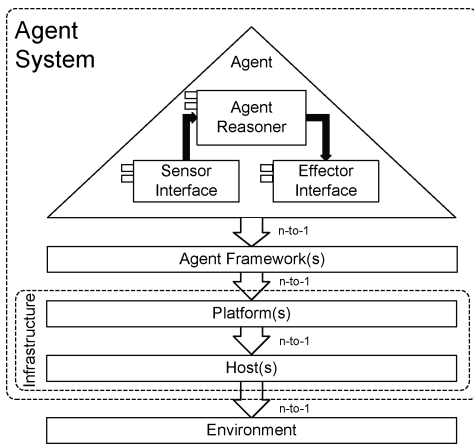 Agent
System
Agent
Agent
Reasoner
Sensor
Interface
Effector
Interface
n-to-1
Agent Framework(s)
n-to-1
Infrastructure
Platform(s)
n-to-1
Host(s)
n-to-1
Environment